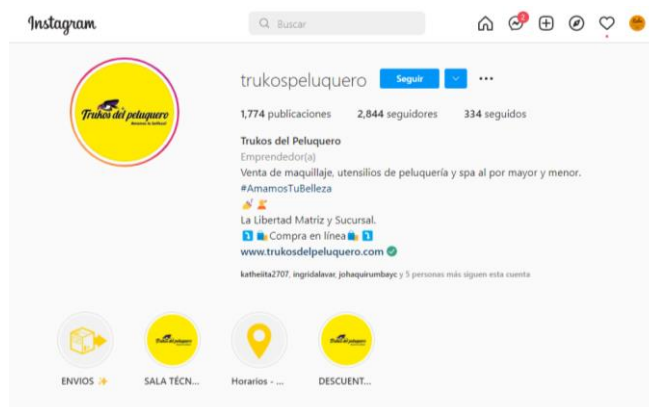 Instagram
Buscar
2
trukospeluquero Seguir
1,774 publicaciones 2,844 seguidores 334 seguidos
Trukos del peluquero
Trukos del Peluquero
Emprendedor(a)
Venta de maquillaje, utensilios de peluquería y spa al por mayor y menor.
#AmamosTuBelleza
La Libertad Matriz y Sucursal.
Compra en línea
www.trukosdelpeluquero.com
katheiita2707, ingridalavar, johaquirumbayc y 5 personas más siguen esta cuenta
ENVIOS SALA TÉCN... Horarios - ... DESCUENT...